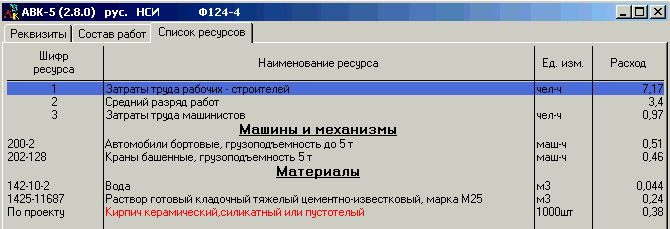 АВК-5 (2.8.0) рус. НСИ Ф124-4
Реквизиты Состав работ Список ресурсов
Шифр ресурса Наименование ресурса Ед. изм. Расход
1 Затраты труда рабочих - строителей чел-ч 7,17
2 Средний разряд работ 3,4
3 Затраты труда машинистов чел-ч 0,97
Машины и механизмы
200-2 Автомобили бортовые, грузоподъемность до 5 т маш-ч 0,51
202-128 Краны башенные, грузоподъемность 5 т маш-ч 0,46
Материалы
142-10-2 Вода м3 0,044
1425-11687 Раствор готовый кладочный тяжелый цементно-известковый, марка М25 м3 0,24
По проекту Кирпич керамический,силикатный или пустотелый 1000шт 0,38